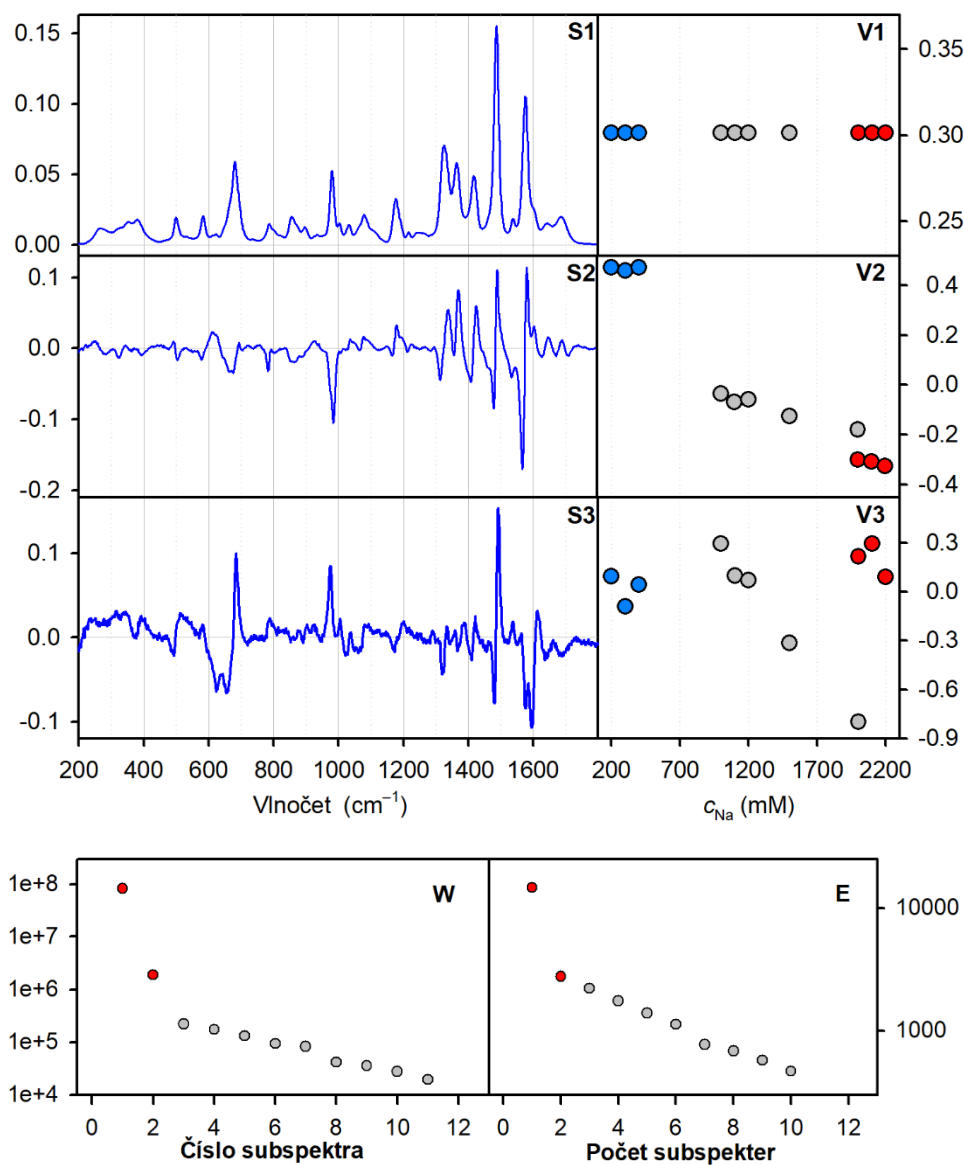 0.15
0.10
0.05
0.00
S1
V1
0.35
0.30
0.25
0.1
0.0
-0.1
-0.2
S2
V2
0.4
0.2
0.0
-0.2
-0.4
0.1
0.0
-0.1
S3
V3
0.3
0.0
-0.3
-0.6
-0.9
200 400 600 800 1000 1200 1400 1600
200 700 1200 1700 2200
Vlnočet (cm⁻¹)
cNa (mM)
1e+8
1e+7
1e+6
1e+5
1e+4
W
E
10000
1000
0 2 4 6 8 10 12
0 2 4 6 8 10 12
Číslo subspektra
Počet subspekter